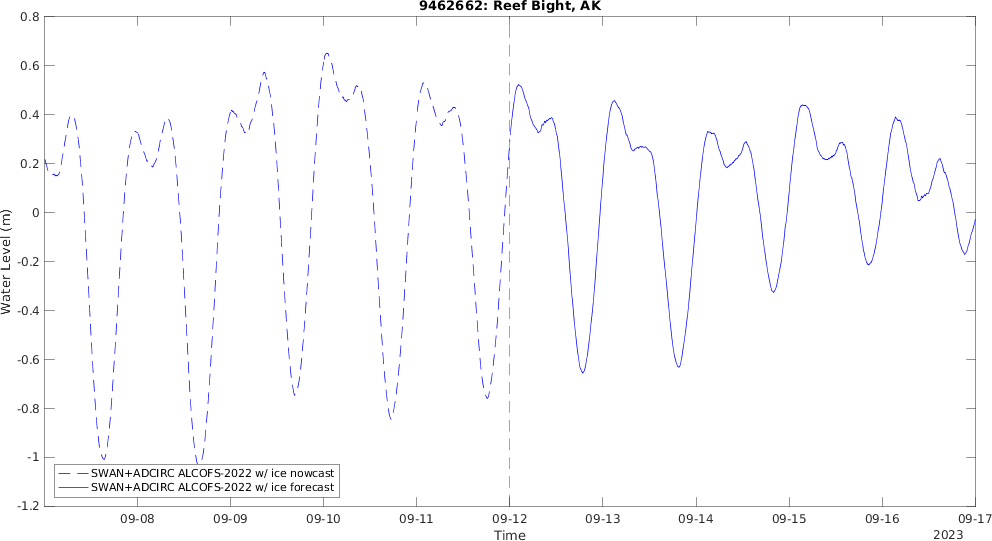 9462662: Reef Bight, AK
0.8
0.6
0.4
0.2
0
-0.2
-0.4
-0.6
-0.8
-1
-1.2
Water Level (m)
SWAN+ADCIRC ALCOFS-2022 w/ ice nowcast
SWAN+ADCIRC ALCOFS-2022 w/ ice forecast
09-08 09-09 09-10 09-11 09-12 09-13 09-14 09-15 09-16 09-17
Time
2023